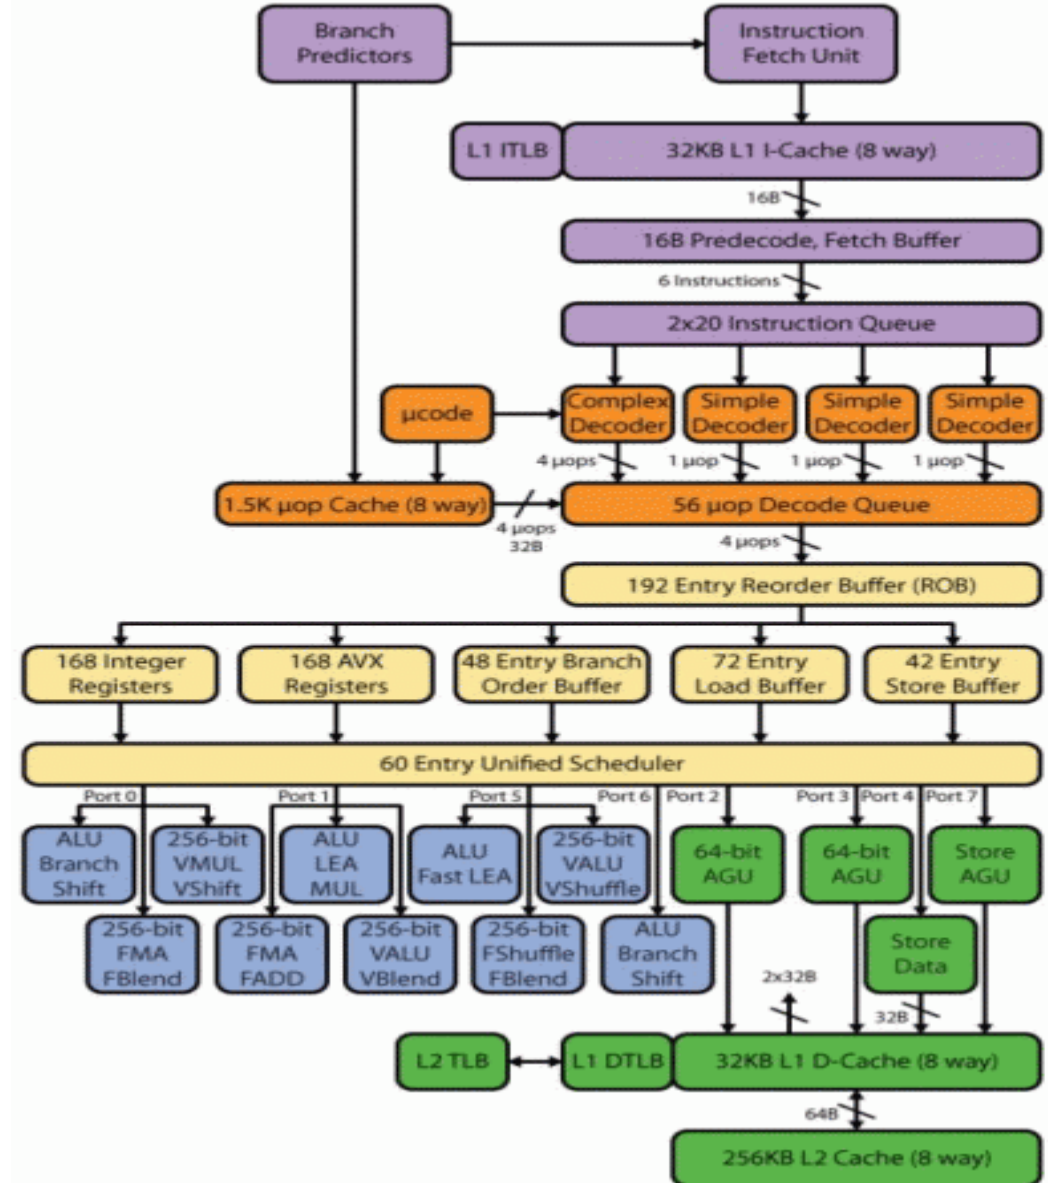 Branch
Predictors
Instruction
Fetch Unit
L1 ITLB
32KB L1 I-Cache (8 way)
16B
16B Predecode, Fetch Buffer
6 Instructions
2x20 Instruction Queue
µcode
Complex
Decoder
Simple
Decoder
Simple
Decoder
Simple
Decoder
4 µops
1 µop
1 µop
1 µop
1.5K µop Cache (8 way)
4 µops
32B
56 µop Decode Queue
4 µops
192 Entry Reorder Buffer (ROB)
168 Integer
Registers
168 AVX
Registers
48 Entry Branch
Order Buffer
72 Entry
Load Buffer
42 Entry
Store Buffer
60 Entry Unified Scheduler
Port 0
Port 1
Port 5
Port 6
Port 2
Port 3
Port 4
Port 7
ALU
Branch
Shift
256-bit
VMUL
VShift
ALU
LEA
MUL
ALU
Fast LEA
256-bit
VALU
VShuffle
64-bit
AGU
64-bit
AGU
Store
AGU
256-bit
FMA
FBlend
256-bit
FMA
FADD
256-bit
VALU
VBlend
256-bit
FShuffle
FBlend
ALU
Branch
Shift
Store
Data
2x32B
32B
L2 TLB
L1 DTLB
32KB L1 D-Cache (8 way)
64B
256KB L2 Cache (8 way)